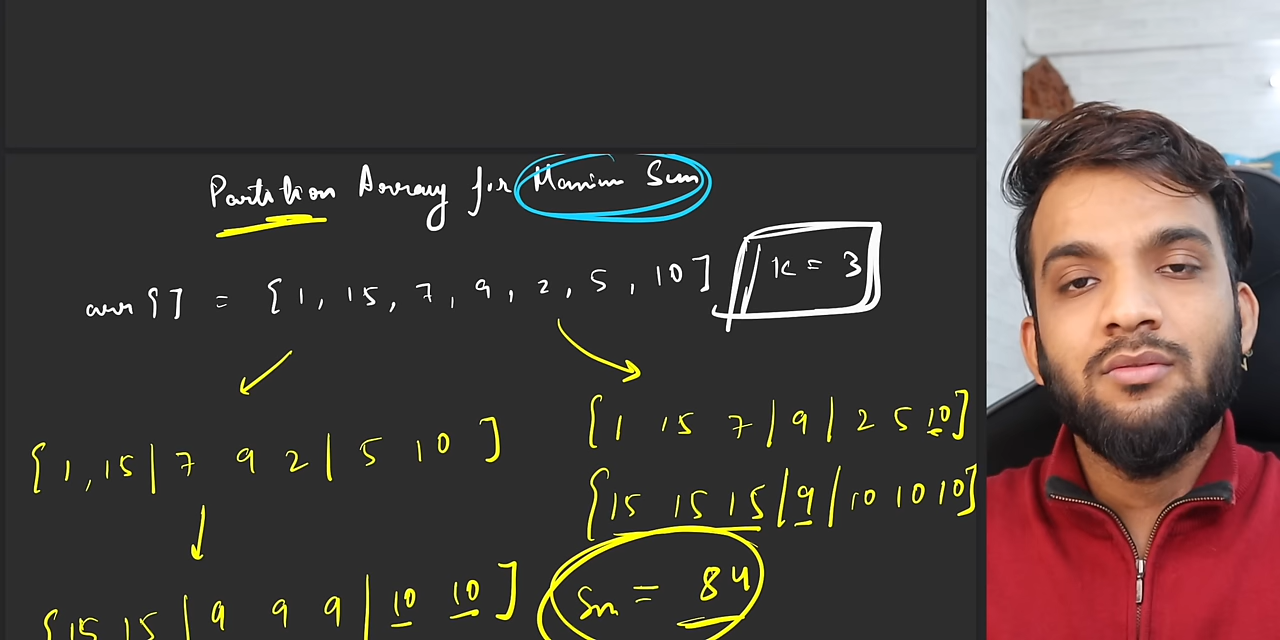 Partition Array for Maximum Sum
arr[] = {1, 15, 7, 9, 2, 5, 10] k = 3
{1, 15 | 7 9 2 | 5 10]
{1 15 7 | 9 | 2 5 10]
{15 15 15 | 9 | 10 10 10]
{15 15 | 9 9 9 | 10 10]
Sm = 84